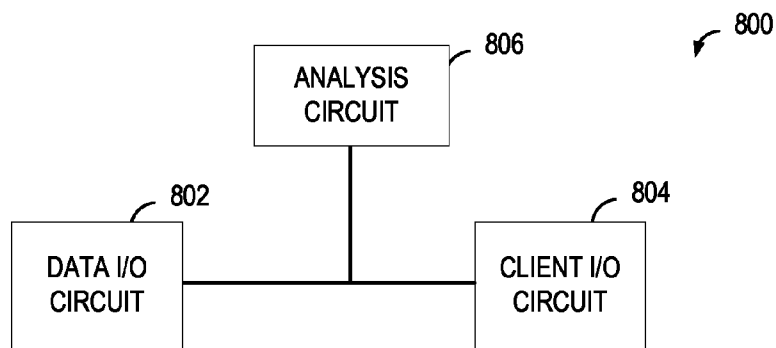 800
806
ANALYSIS
CIRCUIT
802
DATA I/O
CIRCUIT
804
CLIENT I/O
CIRCUIT